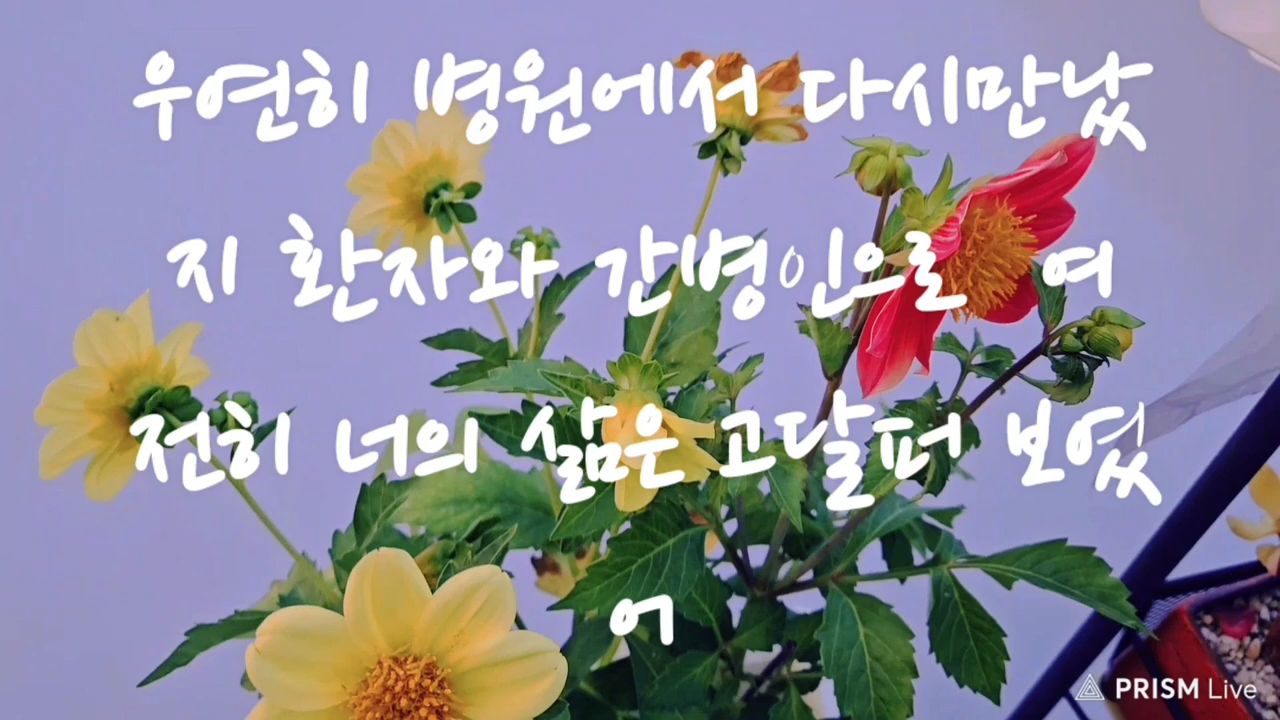 우연히 병원에서 다시만났
지 환자와 간병인으로 여
전히 너의 삶은 고달퍼 보였
어
PRISM Live